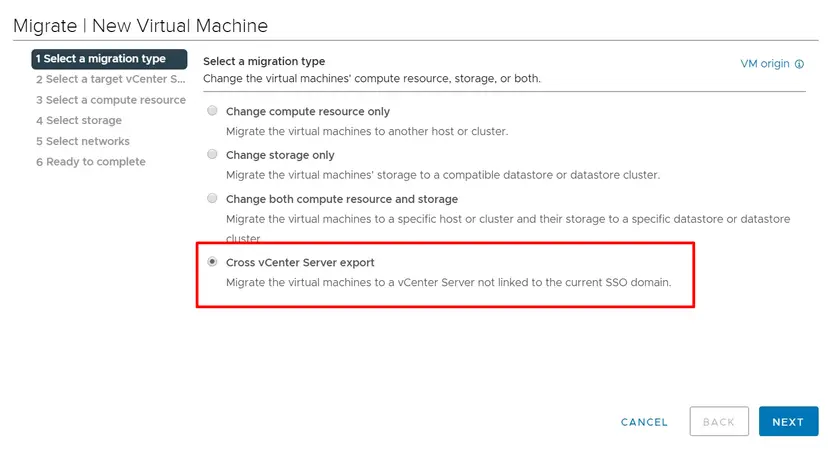 Migrate | New Virtual Machine
1 Select a migration type
2 Select a target vCenter S...
3 Select a compute resource
4 Select storage
5 Select networks
6 Ready to complete
Select a migration type
Change the virtual machines' compute resource, storage, or both.
VM origin
Change compute resource only
Migrate the virtual machines to another host or cluster.
Change storage only
Migrate the virtual machines' storage to a compatible datastore or datastore cluster.
Change both compute resource and storage
Migrate the virtual machines to a specific host or cluster and their storage to a specific datastore or datastore
cluster.
Cross vCenter Server export
Migrate the virtual machines to a vCenter Server not linked to the current SSO domain.
CANCEL
BACK
NEXT